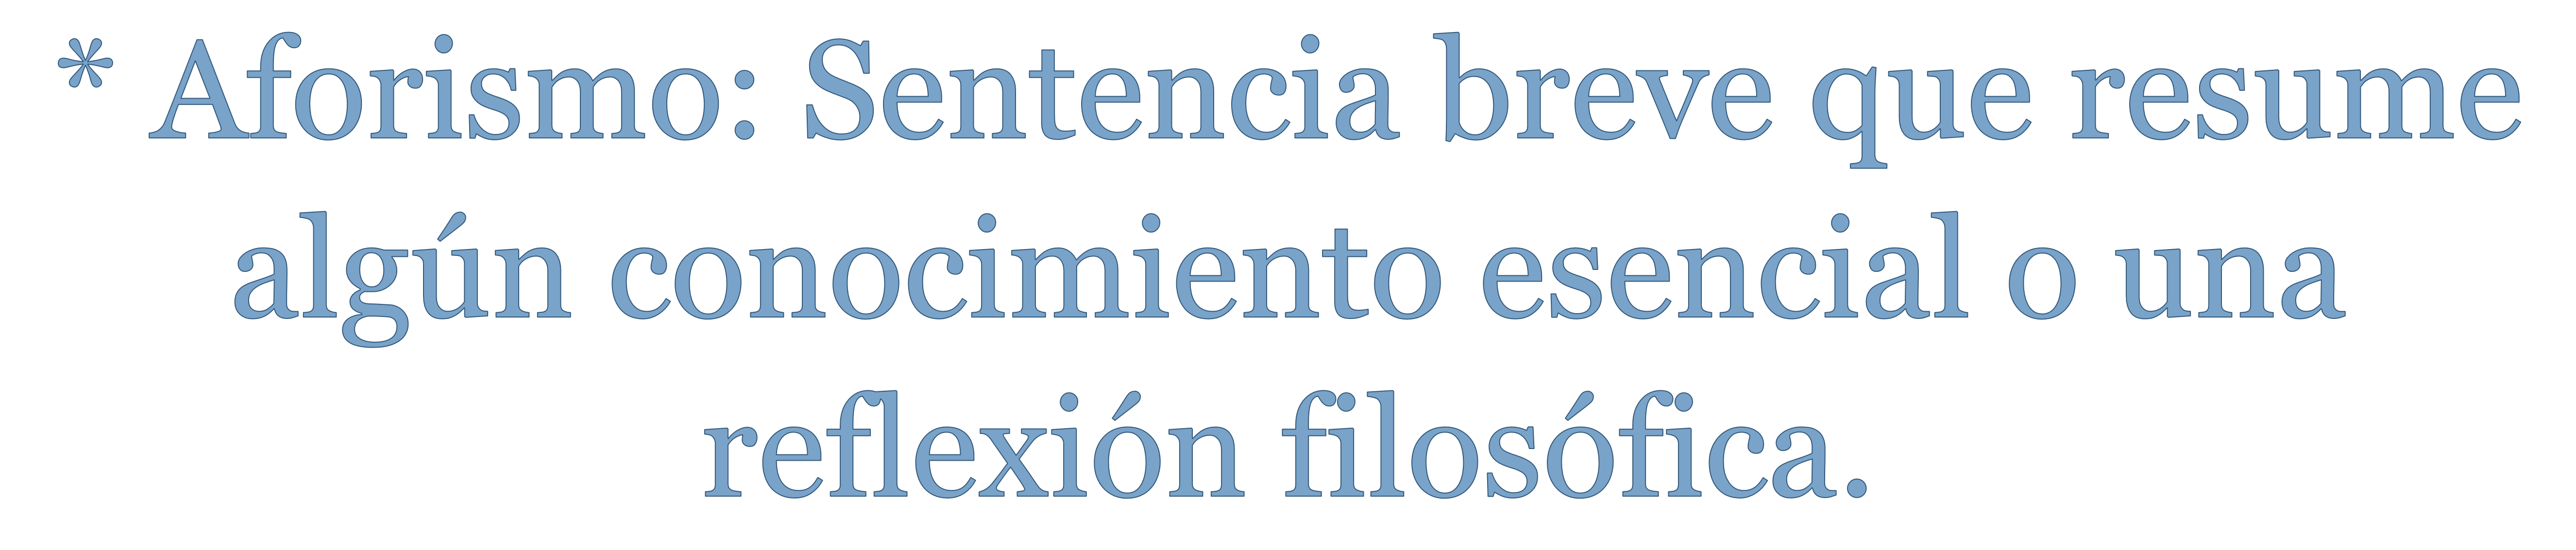 * Aforismo: Sentencia breve que resume
algún conocimiento esencial o una
reflexión filosófica.